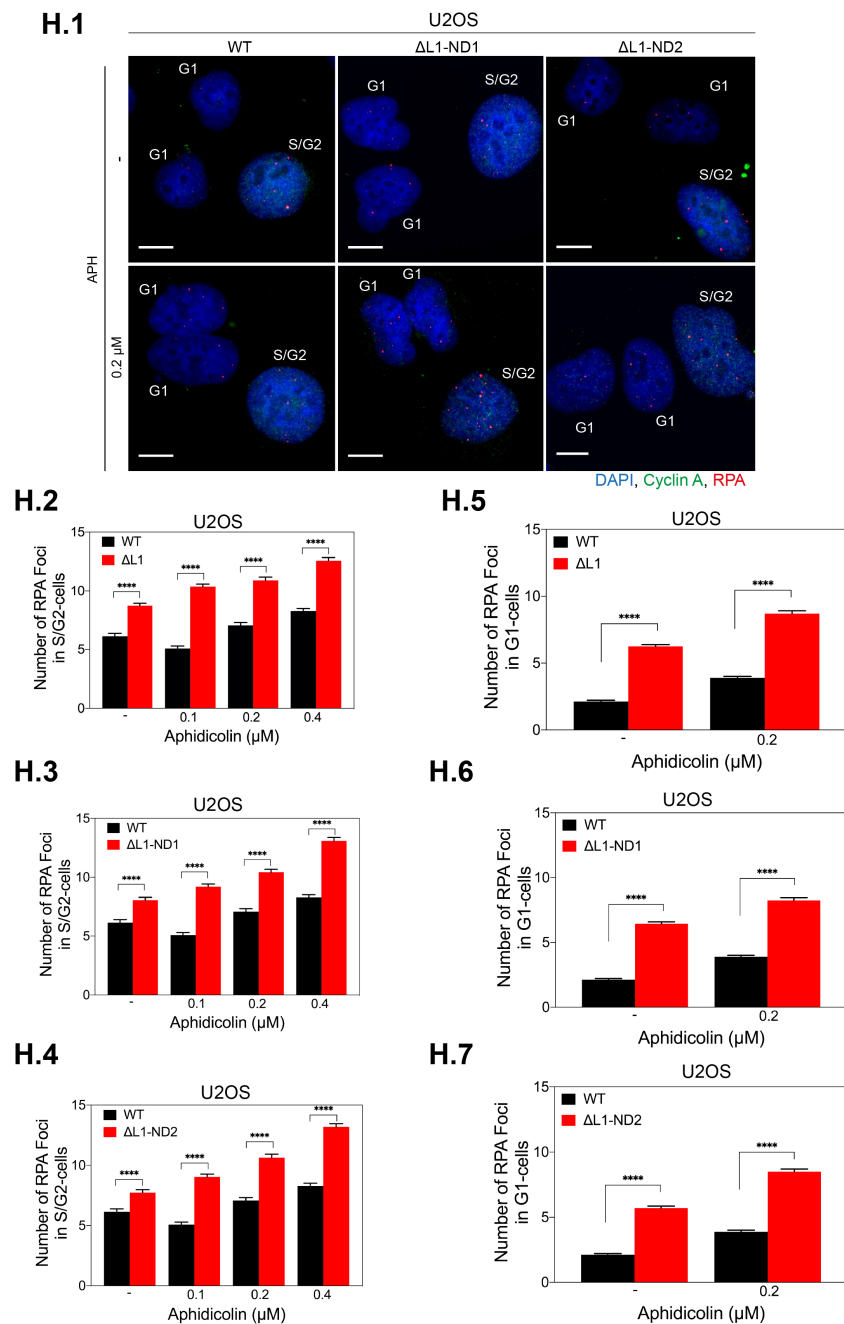 H.1
U2OS
WT
ΔL1-ND1
ΔL1-ND2
APH
-
G1
G1
S/G2
G1
S/G2
G1
G1
G1
S/G2
0.2 µM
G1
G1
S/G2
G1
G1
S/G2
S/G2
G1
G1
DAPI, Cyclin A, RPA
H.2
U2OS
WT
ΔL1
Number of RPA Foci
in S/G2-cells
15
10
5
0
****
****
****
****
- 0.1 0.2 0.4
Aphidicolin (µM)
H.3
U2OS
WT
ΔL1-ND1
Number of RPA Foci
in S/G2-cells
15
10
5
0
****
****
****
****
- 0.1 0.2 0.4
Aphidicolin (µM)
H.4
U2OS
WT
ΔL1-ND2
Number of RPA Foci
in S/G2-cells
15
10
5
0
****
****
****
****
- 0.1 0.2 0.4
Aphidicolin (µM)
H.5
U2OS
WT
ΔL1
Number of RPA Foci
in G1-cells
15
10
5
0
****
****
- 0.2
Aphidicolin (µM)
H.6
U2OS
WT
ΔL1-ND1
Number of RPA Foci
in G1-cells
15
10
5
0
****
****
- 0.2
Aphidicolin (µM)
H.7
U2OS
WT
ΔL1-ND2
Number of RPA Foci
in G1-cells
15
10
5
0
****
****
- 0.2
Aphidicolin (µM)